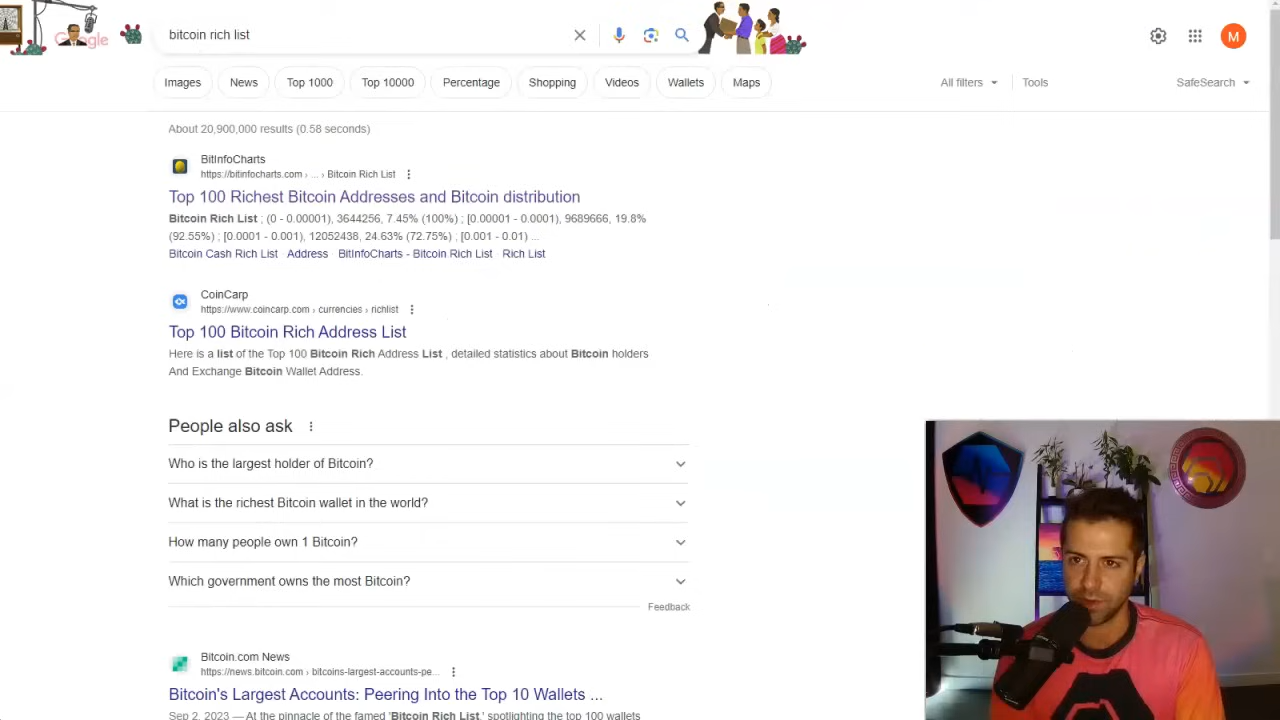 Google
bitcoin rich list
M
Images
News
Top 1000
Top 10000
Percentage
Shopping
Videos
Wallets
Maps
All filters
Tools
SafeSearch
About 20,900,000 results (0.58 seconds)
BitInfoCharts
https://bitinfocharts.com › ... › Bitcoin Rich List
Top 100 Richest Bitcoin Addresses and Bitcoin distribution
Bitcoin Rich List ; (0 - 0.00001), 3644256, 7.45% (100%) ; [0.00001 - 0.0001), 9689666, 19.8%
(92.55%) ; [0.0001 - 0.001), 12052438, 24.63% (72.75%) ; [0.001 - 0.01) ...
Bitcoin Cash Rich List · Address · BitInfoCharts - Bitcoin Rich List · Rich List
CoinCarp
https://www.coincarp.com › currencies › richlist
Top 100 Bitcoin Rich Address List
Here is a list of the Top 100 Bitcoin Rich Address List , detailed statistics about Bitcoin holders
And Exchange Bitcoin Wallet Address.
People also ask
Who is the largest holder of Bitcoin?
What is the richest Bitcoin wallet in the world?
How many people own 1 Bitcoin?
Which government owns the most Bitcoin?
Feedback
Bitcoin.com News
https://news.bitcoin.com › bitcoins-largest-accounts-pe...
Bitcoin's Largest Accounts: Peering Into the Top 10 Wallets ...
Sep 2, 2023 — At the pinnacle of the famed 'Bitcoin Rich List,' spotlighting the top 100 wallets